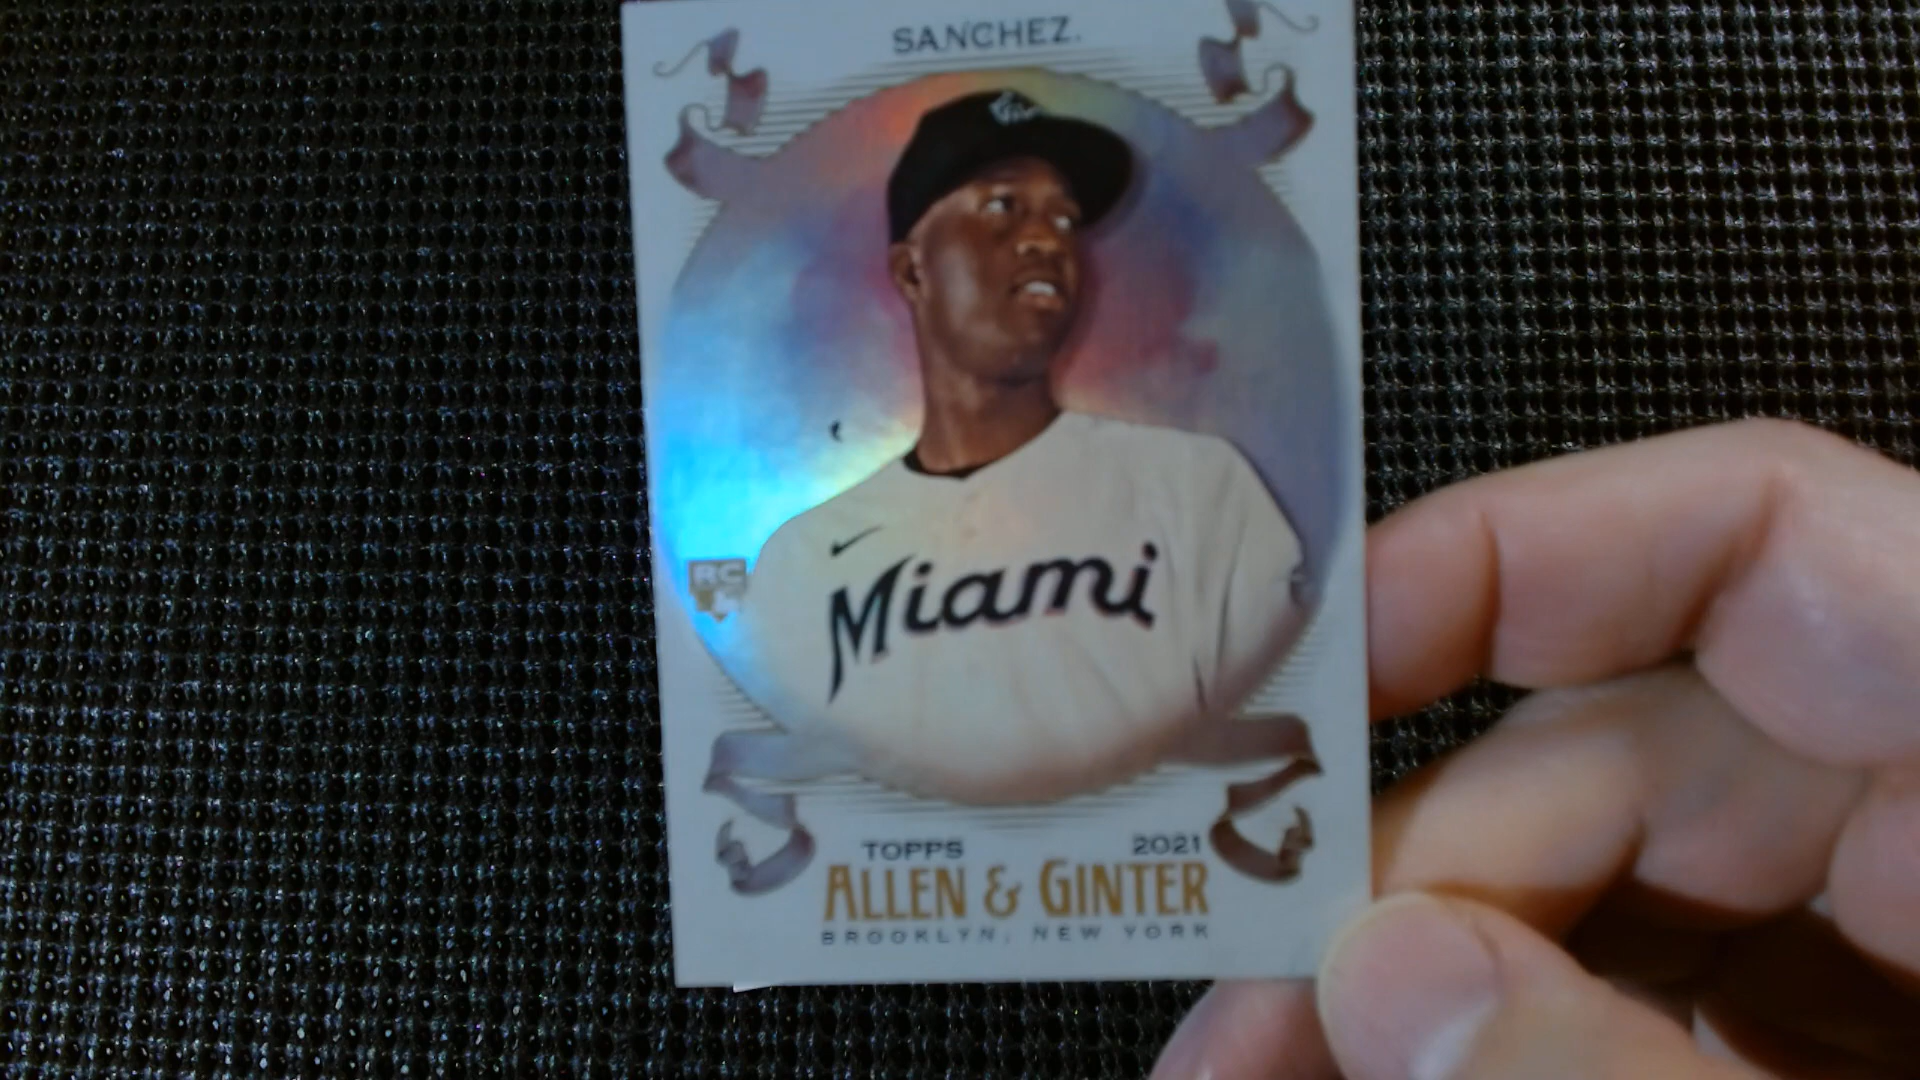 SANCHEZ.
RC
Miami
TOPPS 2021
ALLEN & GINTER
BROOKLYN, NEW YORK